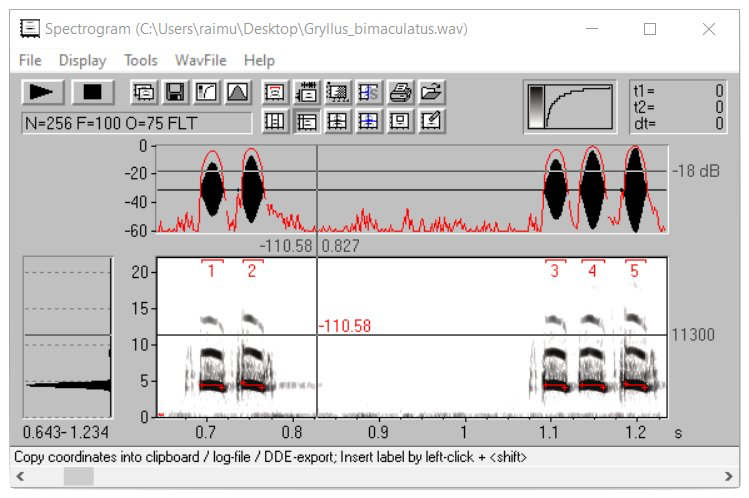 Spectrogram (C:\Users\raimu\Desktop\Gryllus_bimaculatus.wav)
File Display Tools WavFile Help
t1= 0
t2= 0
dt= 0
N=256 F=100 O=75 FLT
0
-20
-40
-60
-18 dB
-110.58 0.827
20
15
10
5
0
1 2 3 4 5
-110.58
11300
0.643-1.234
0.7 0.8 0.9 1 1.1 1.2 s
Copy coordinates into clipboard / log-file / DDE-export; Insert label by left-click + <shift>